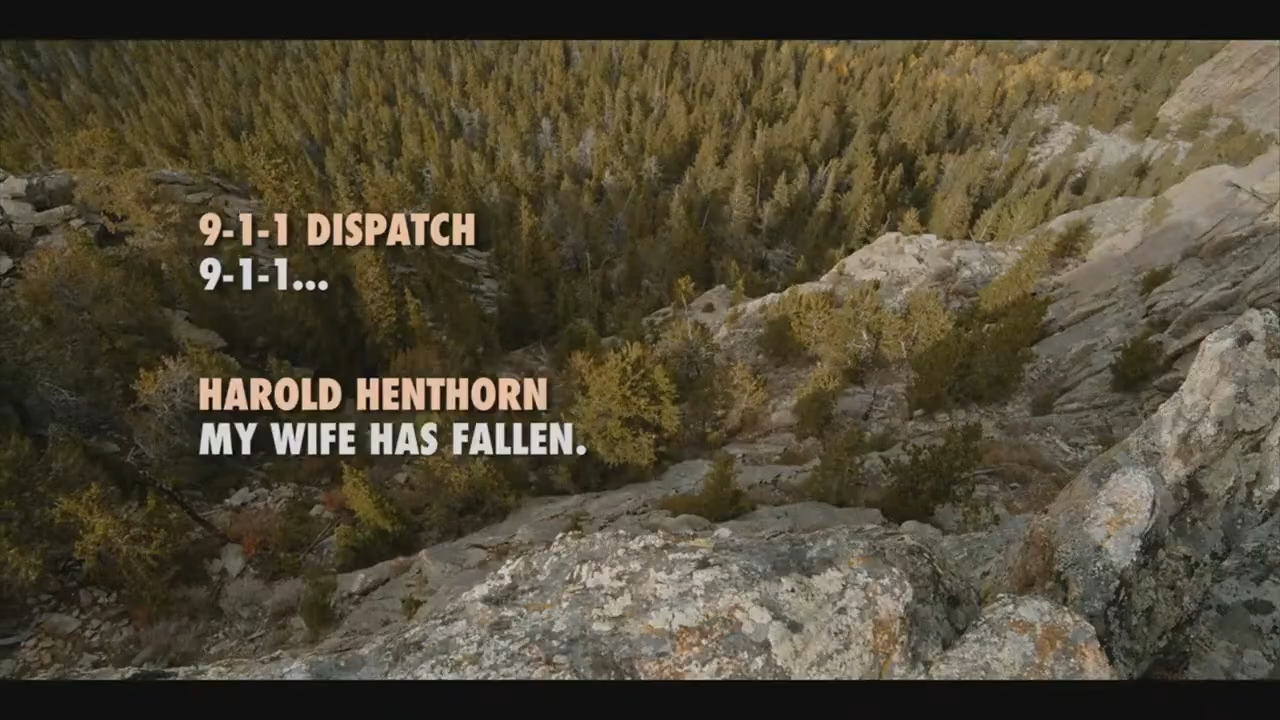 9-1-1 DISPATCH
9-1-1...
HAROLD HENTHORN
MY WIFE HAS FALLEN.